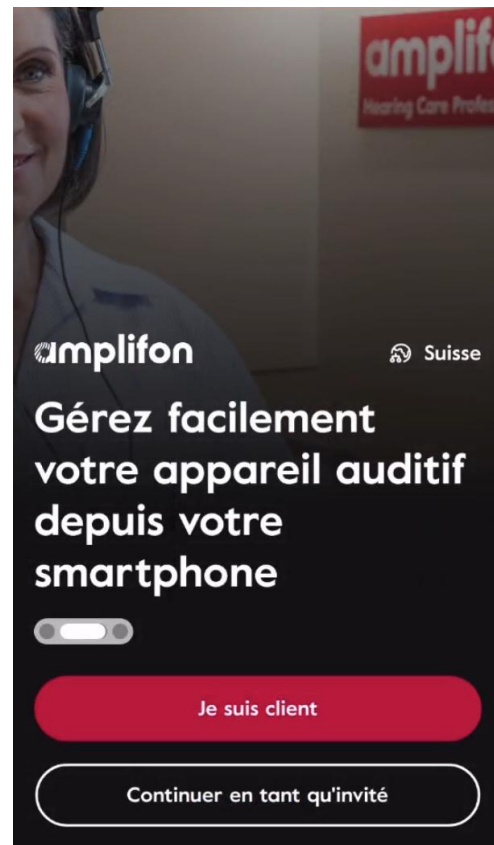 amplif
Hearing Care Profes
amplifon
Suisse
Gérez facilement
votre appareil auditif
depuis votre
smartphone
Je suis client
Continuer en tant qu'invité